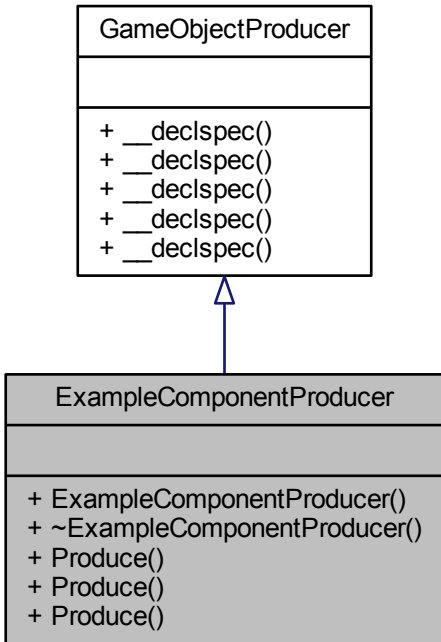 GameObjectProducer
+ __declspec()
+ __declspec()
+ __declspec()
+ __declspec()
+ __declspec()
ExampleComponentProducer
+ ExampleComponentProducer()
+ ~ExampleComponentProducer()
+ Produce()
+ Produce()
+ Produce()